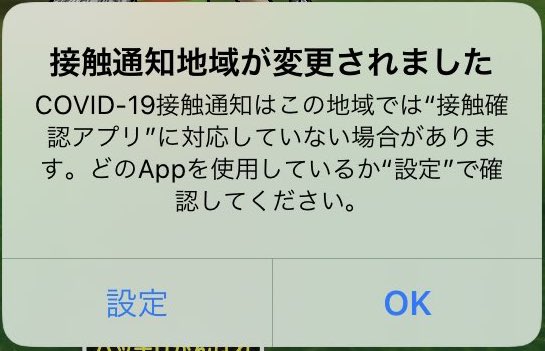 接触通知地域が変更されました
COVID-19接触通知はこの地域では“接触確
認アプリ”に対応していない場合がありま
す。どのAppを使用しているか“設定”で確
認してください。
設定
OK